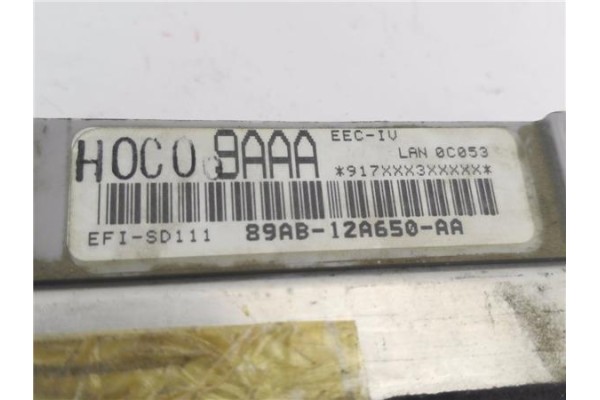 HOC0 9AAA EEC-IV
LAN 0C053
*917XXX3XXXXX*
EFI-SD111 89AB-12A650-AA